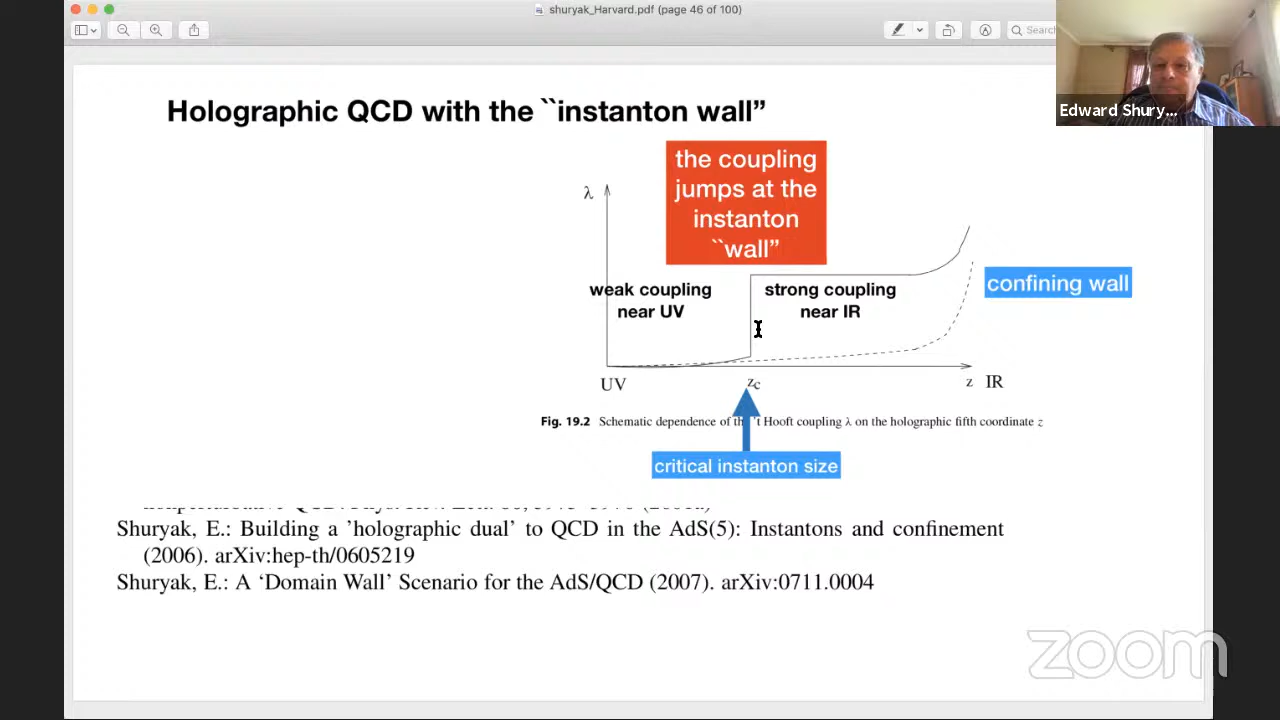 shuryak_Harvard.pdf (page 46 of 100)
Search
Edward Shury...
Holographic QCD with the ``instanton wall”
the coupling
jumps at the
instanton
``wall”
λ
confining wall
weak coupling
near UV
strong coupling
near IR
UV
zc
z IR
Fig. 19.2 Schematic dependence of the 't Hooft coupling λ on the holographic fifth coordinate z
critical instanton size
Shuryak, E.: Building a 'holographic dual' to QCD in the AdS(5): Instantons and confinement
(2006). arXiv:hep-th/0605219
Shuryak, E.: A ‘Domain Wall’ Scenario for the AdS/QCD (2007). arXiv:0711.0004
zoom